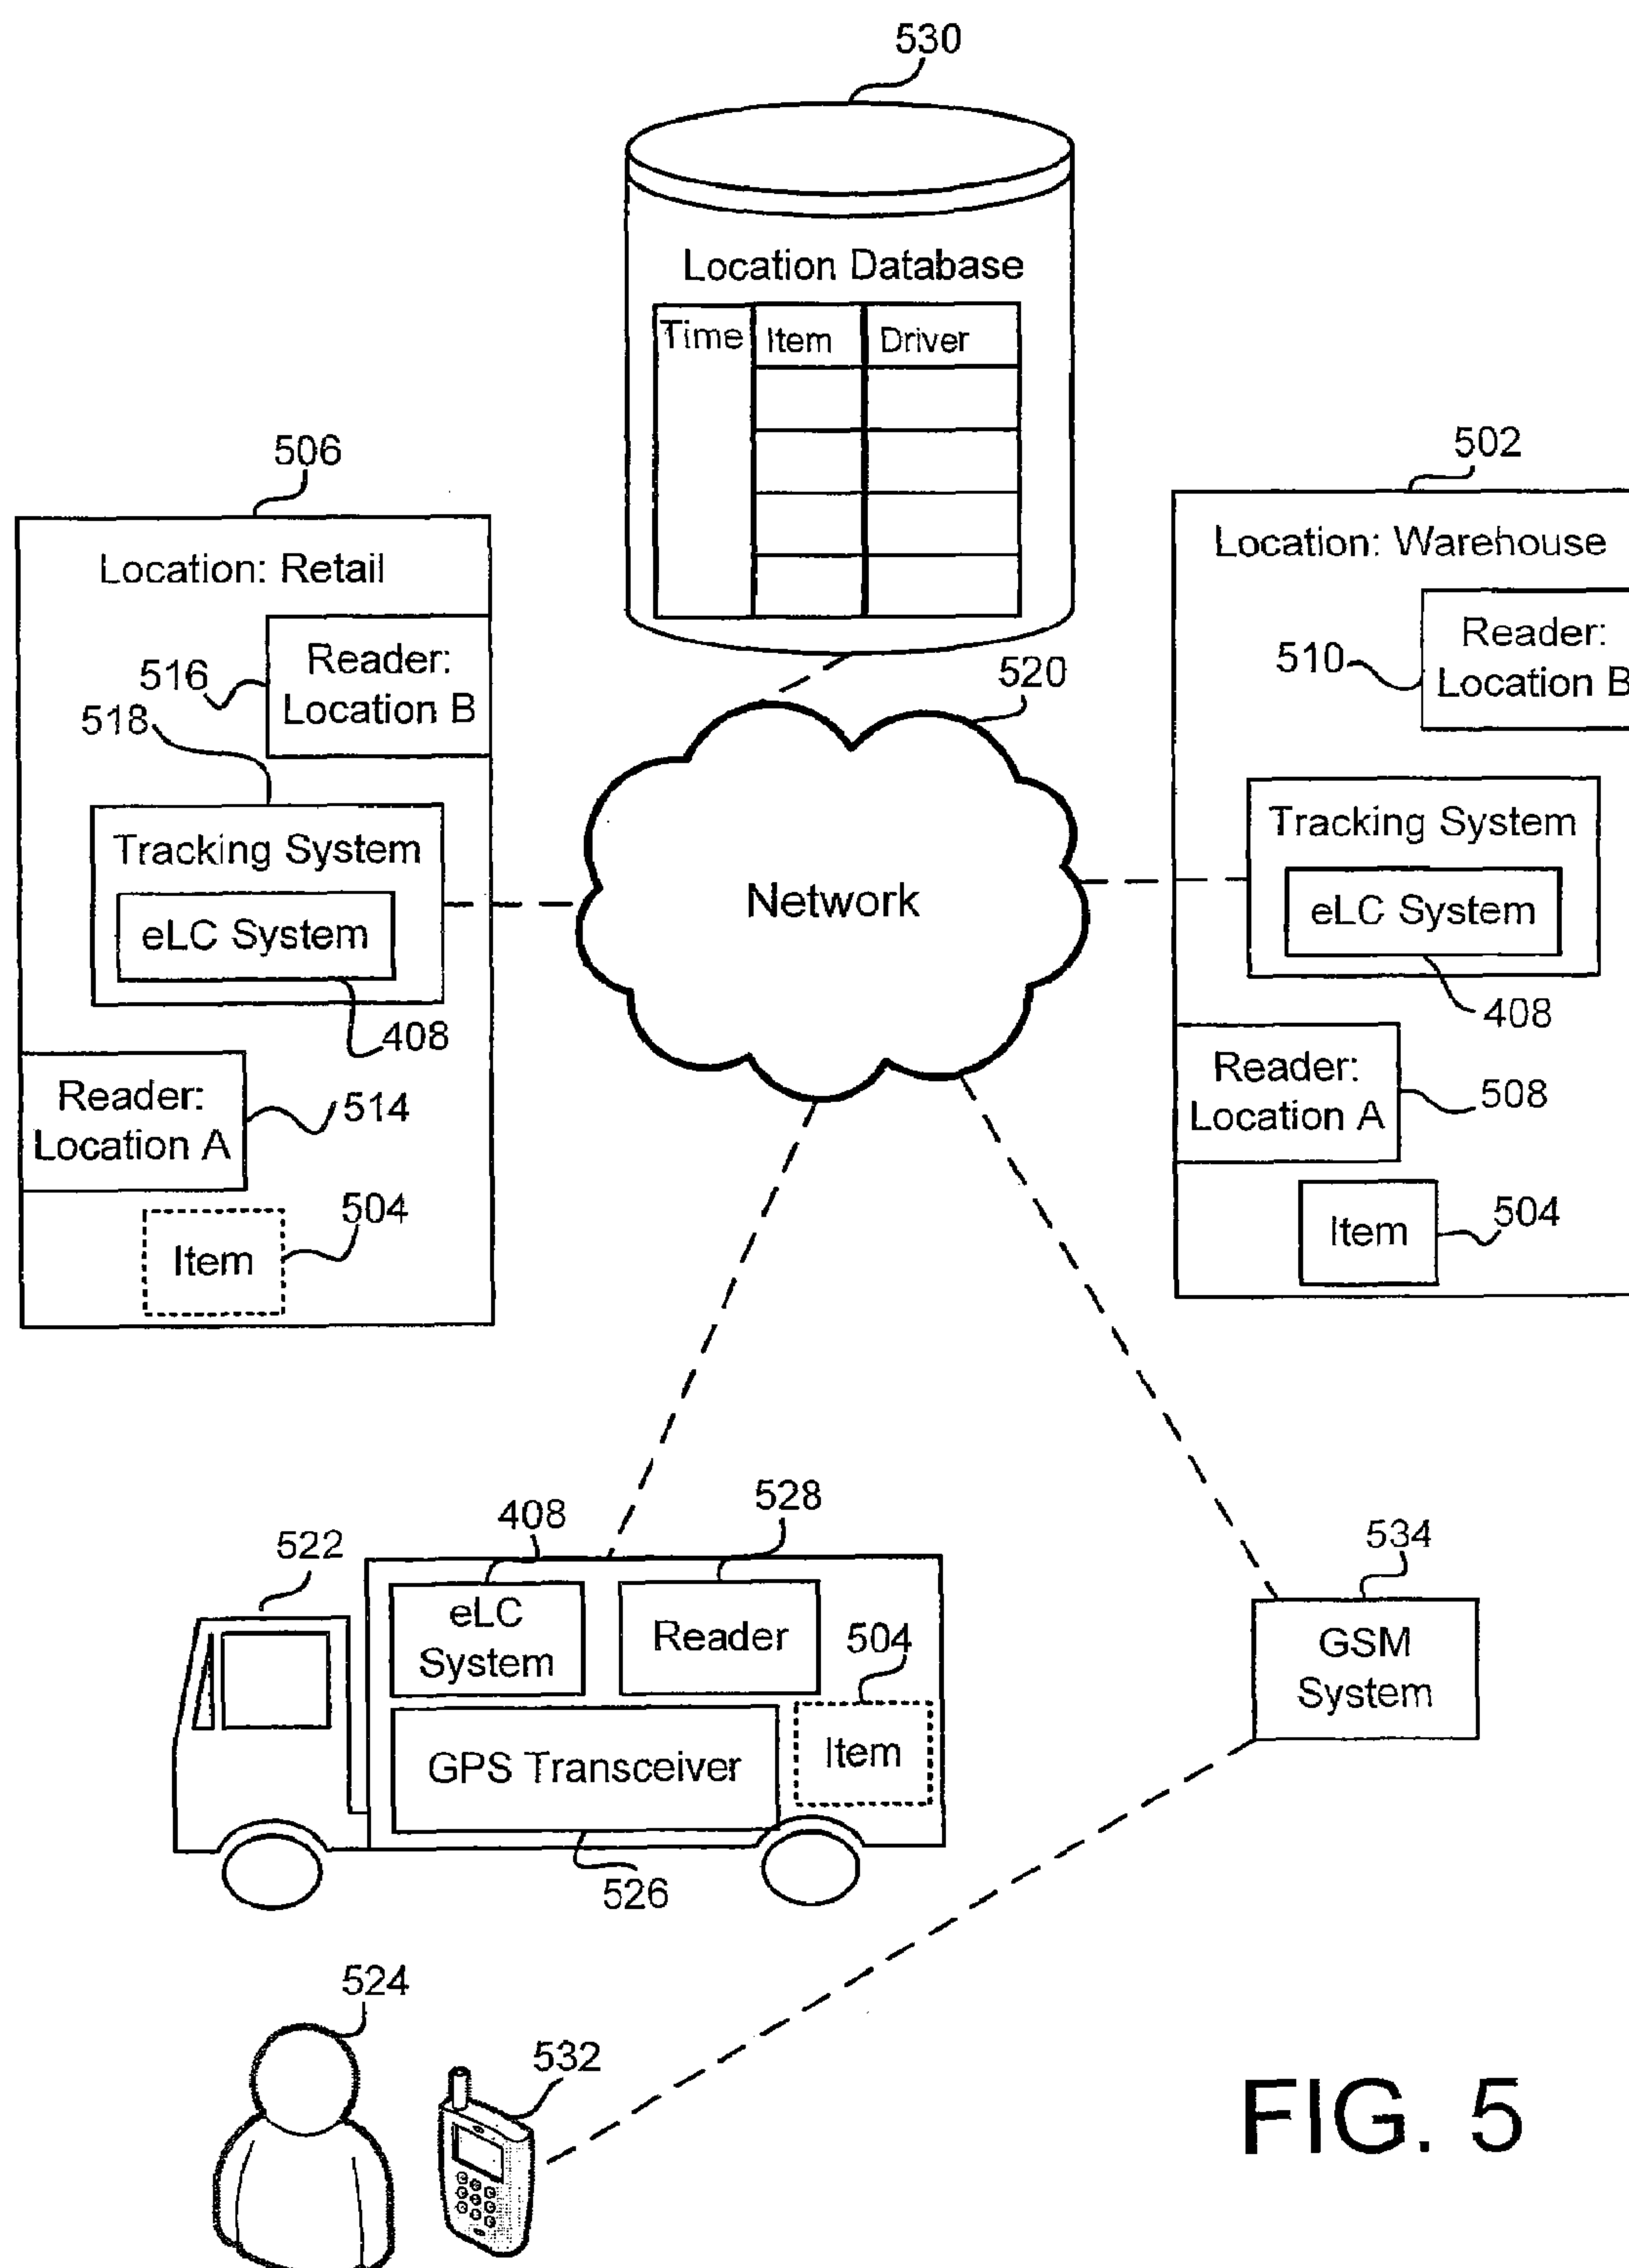 530
Location Database
Time Item Driver
506
Location: Retail
516
Reader:
Location B
518
Tracking System
eLC System
408
Reader:
Location A
514
504
Item
520
Network
502
Location: Warehouse
510
Reader:
Location B
Tracking System
eLC System
408
Reader:
Location A
508
Item
504
522
408
528
eLC
System
Reader
504
GPS Transceiver
Item
526
534
GSM
System
524
532
FIG. 5